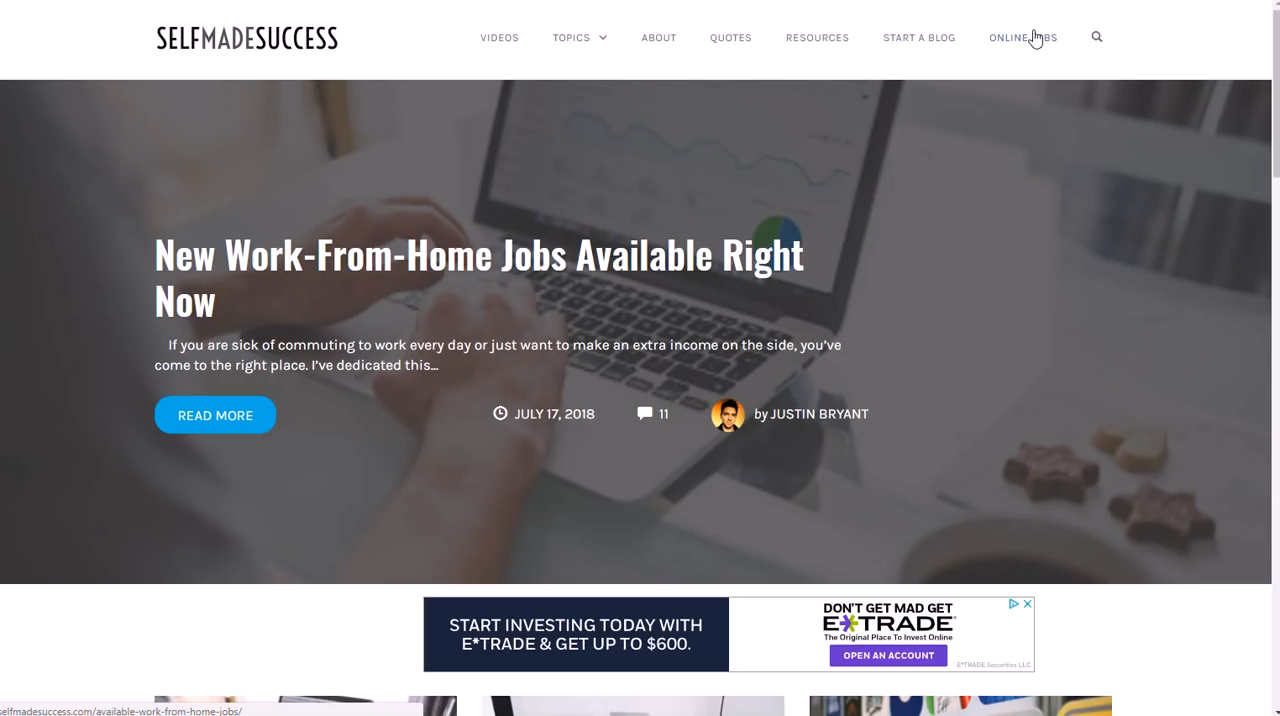 SELFMADESUCCESS
VIDEOS TOPICS ABOUT QUOTES RESOURCES START A BLOG ONLINE JOBS
New Work-From-Home Jobs Available Right
Now
If you are sick of commuting to work every day or just want to make an extra income on the side, you've
come to the right place. I've dedicated this...
READ MORE
JULY 17, 2018
11
by JUSTIN BRYANT
START INVESTING TODAY WITH
E*TRADE & GET UP TO $600.
DON'T GET MAD GET
E*TRADE®
The Original Place To Invest Online
OPEN AN ACCOUNT
E*TRADE Securities LLC
selfmadesuccess.com/available-work-from-home-jobs/